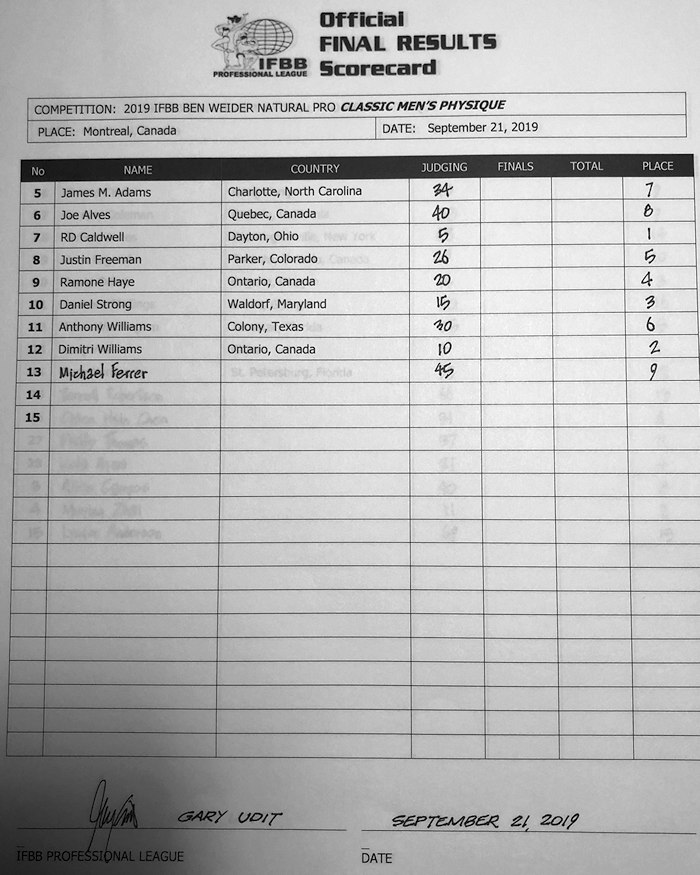 IFBB
PROFESSIONAL LEAGUE
Official
FINAL RESULTS
Scorecard
COMPETITION: 2019 IFBB BEN WEIDER NATURAL PRO CLASSIC MEN'S PHYSIQUE
PLACE: Montreal, Canada DATE: September 21, 2019
No NAME COUNTRY JUDGING FINALS TOTAL PLACE
5 James M. Adams Charlotte, North Carolina 34 7
6 Joe Alves Quebec, Canada 40 8
7 RD Caldwell Dayton, Ohio 5 1
8 Justin Freeman Parker, Colorado 26 5
9 Ramone Haye Ontario, Canada 20 4
10 Daniel Strong Waldorf, Maryland 15 3
11 Anthony Williams Colony, Texas 30 6
12 Dimitri Williams Ontario, Canada 10 2
13 Michael Ferrer St. Petersburg, Florida 45 9
14
15
GARY UDIT SEPTEMBER 21, 2019
IFBB PROFESSIONAL LEAGUE DATE